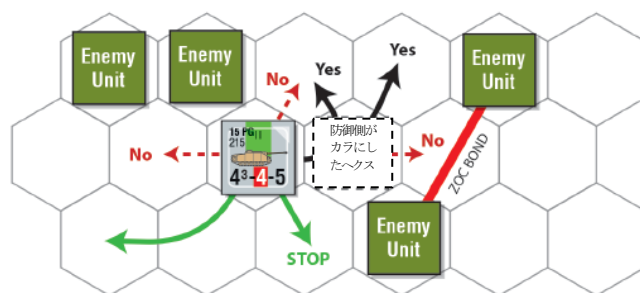 Enemy
Unit
Enemy
Unit
Enemy
Unit
Yes
Yes
No
15 PG II
215
4³-4-5
防御側が
カラにし
たヘクス
No
No
ZOC BOND
Enemy
Unit
STOP